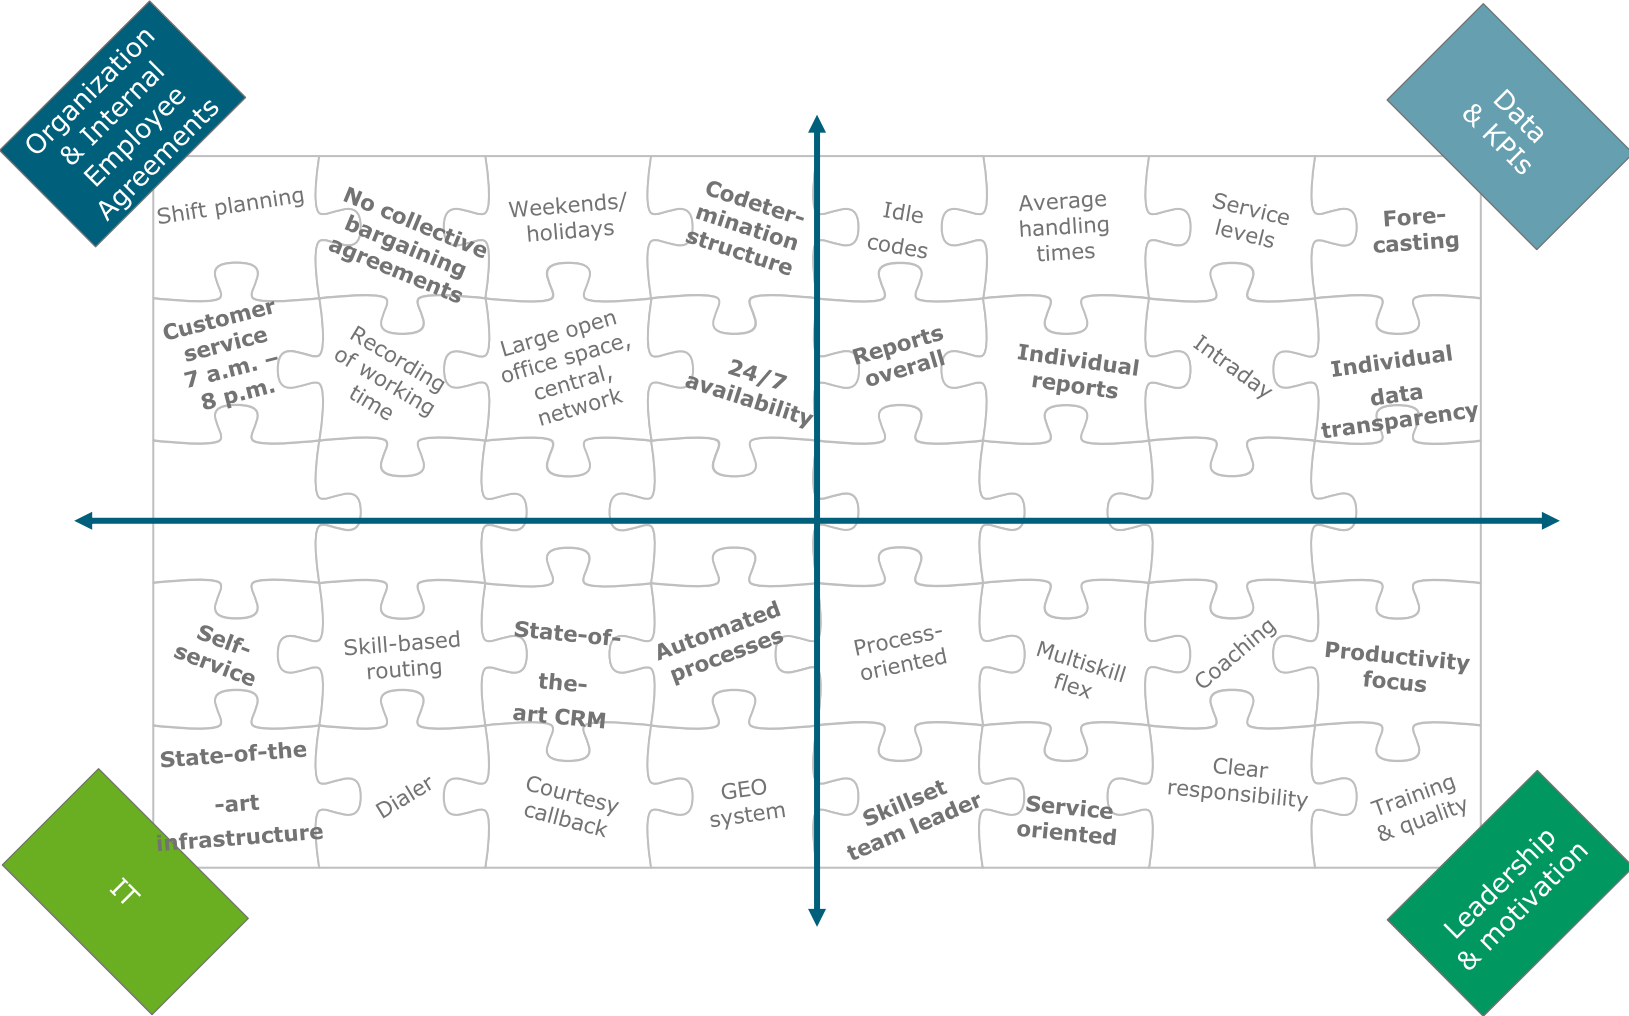 Organization
& Internal
Employee
Agreements
Data
& KPIs
Shift planning
No collective
bargaining
agreements
Weekends/
holidays
Codeter-
mination
structure
Idle
codes
Average
handling
times
Service
levels
Fore-
casting
Customer
service
7 a.m. –
8 p.m.
Recording
of working
time
Large open
office space,
central,
network
24/7
availability
Reports
overall
Individual
reports
Intraday
Individual
data
transparency
Self-
service
Skill-based
routing
State-of-
the-
art CRM
Automated
processes
Process-
oriented
Multiskill
flex
Coaching
Productivity
focus
State-of-the
-art
infrastructure
Dialer
Courtesy
callback
GEO
system
Skillset
team leader
Service
oriented
Clear
responsibility
Training
& quality
IT
Leadership
& motivation